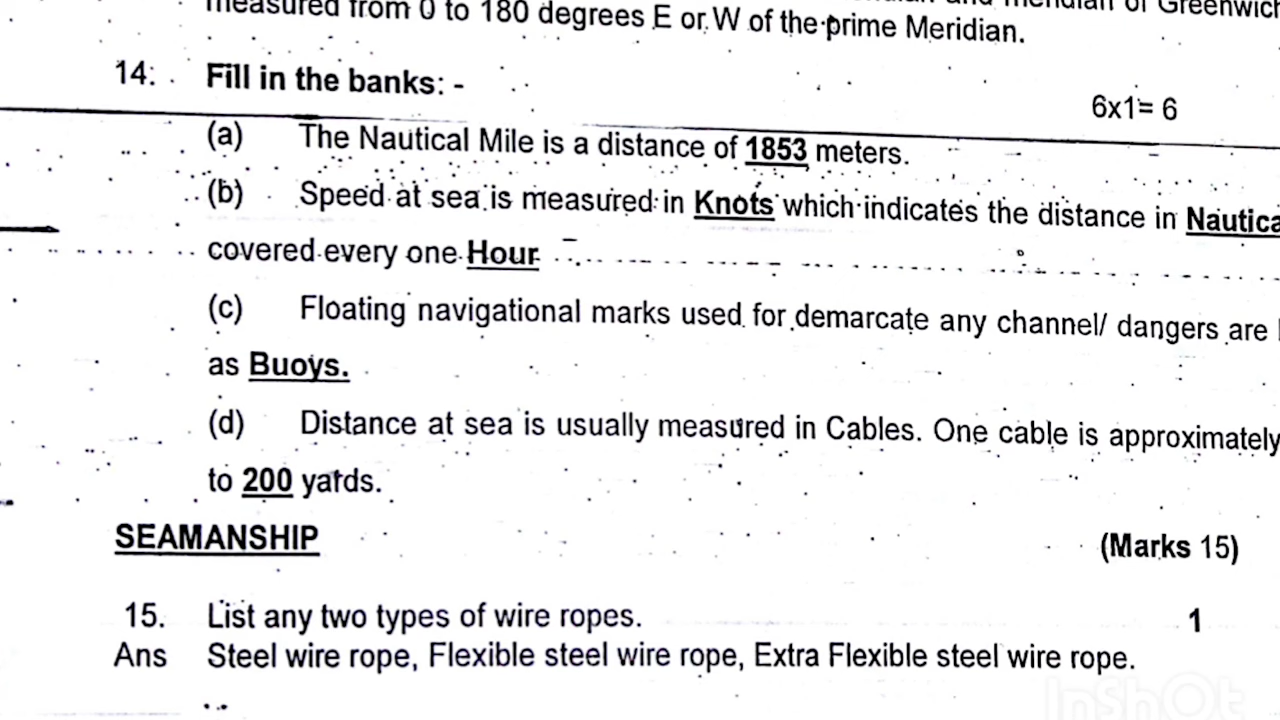 measured from 0 to 180 degrees E or W of the prime Meridian.
14. Fill in the banks: -
6x1= 6
(a) The Nautical Mile is a distance of 1853 meters.
(b) Speed at sea is measured in Knots which indicates the distance in Nautica
covered every one Hour
(c) Floating navigational marks used for demarcate any channel/ dangers are
as Buoys.
(d) Distance at sea is usually measured in Cables. One cable is approximately
to 200 yards.
SEAMANSHIP (Marks 15)
15. List any two types of wire ropes. 1
Ans Steel wire rope, Flexible steel wire rope, Extra Flexible steel wire rope.
InShOt